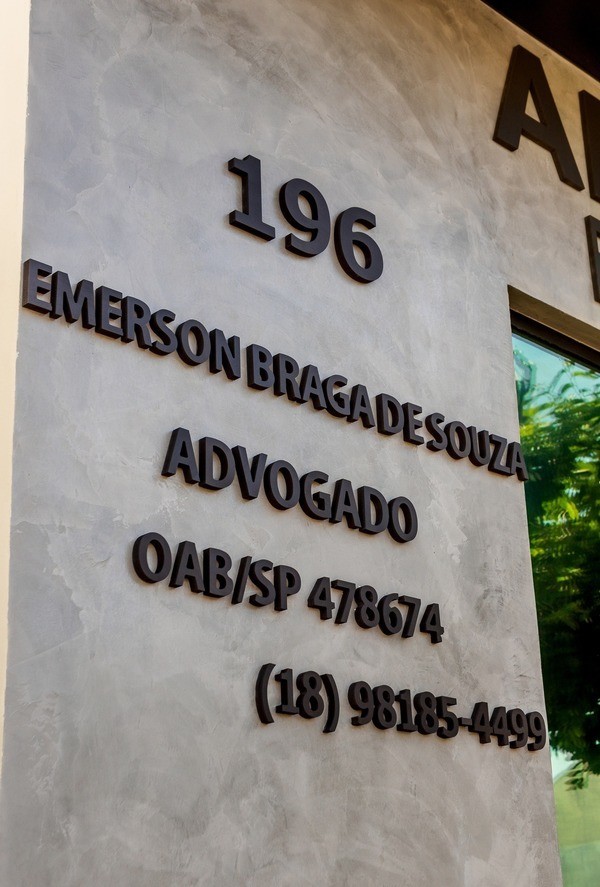 196
EMERSON BRAGA DE SOUZA
ADVOGADO
OAB/SP 478674
(18) 98185-4499